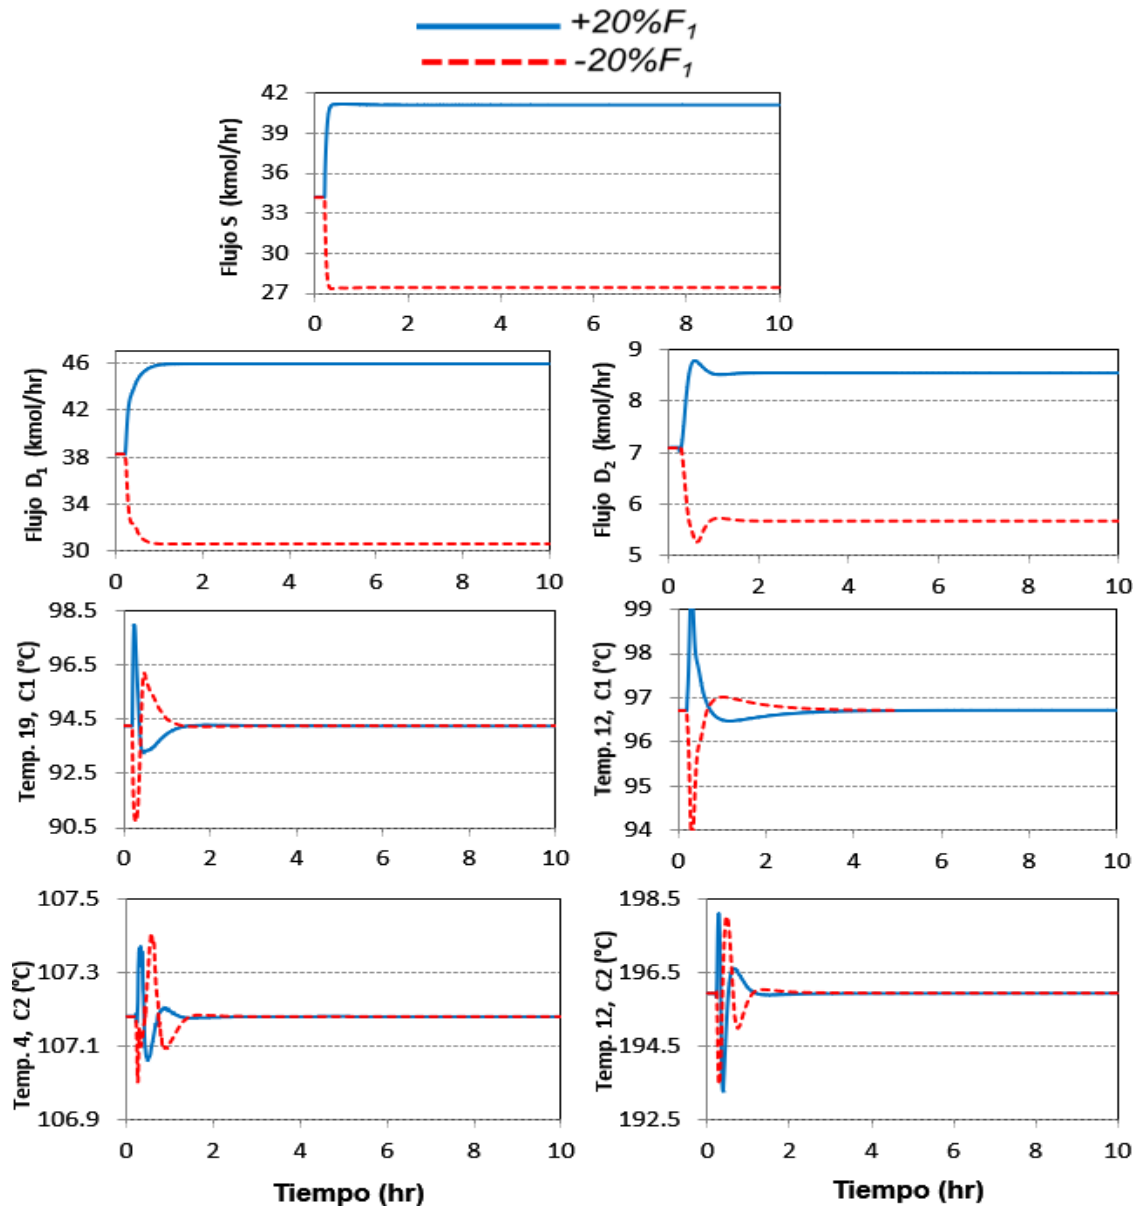 +20%F1
-20%F1
Flujo S (kmol/hr)
42
39
36
33
30
27
0 2 4 6 8 10
Flujo D1 (kmol/hr)
46
42
38
34
30
0 2 4 6 8 10
Flujo D2 (kmol/hr)
9
8
7
6
5
0 2 4 6 8 10
Temp. 19, C1 (°C)
98.5
96.5
94.5
92.5
90.5
0 2 4 6 8 10
Temp. 12, C1 (°C)
99
98
97
96
95
94
0 2 4 6 8 10
Temp. 4, C2 (°C)
107.5
107.3
107.1
106.9
0 2 4 6 8 10
Tiempo (hr)
Temp. 12, C2 (°C)
198.5
196.5
194.5
192.5
0 2 4 6 8 10
Tiempo (hr)